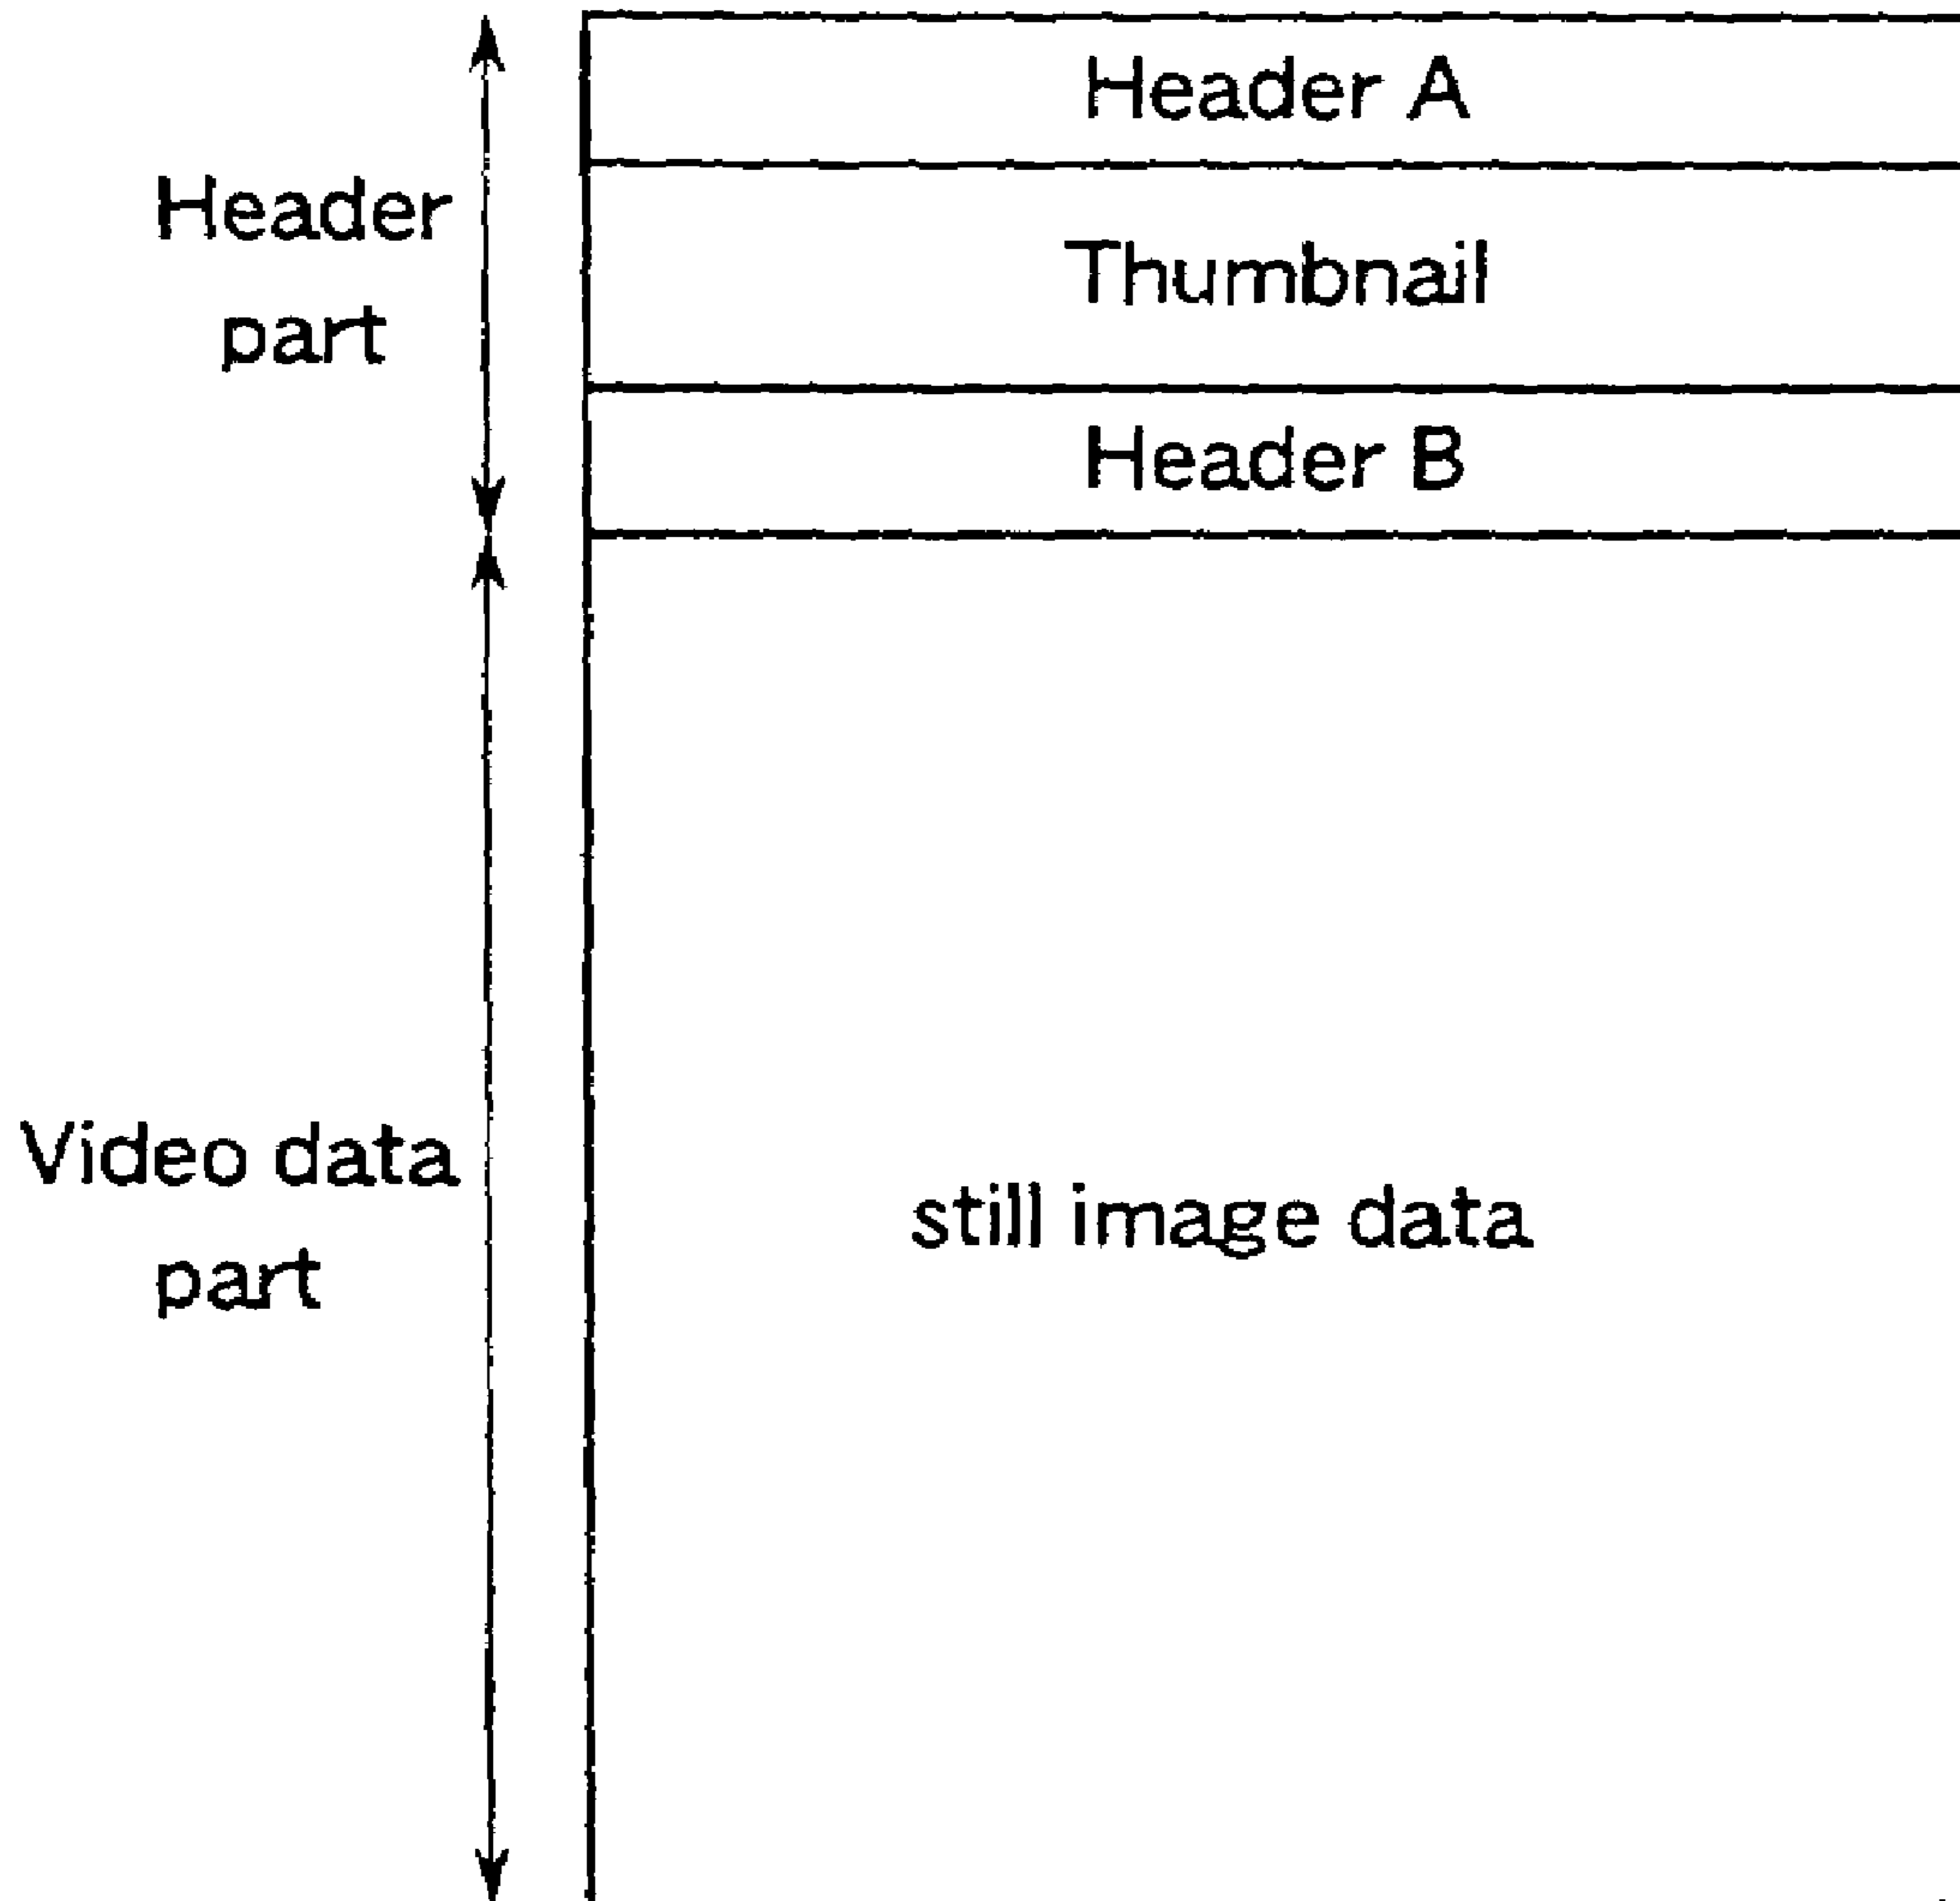 Header A
Header
part
Thumbnail
Header B
Video data
part
still image data